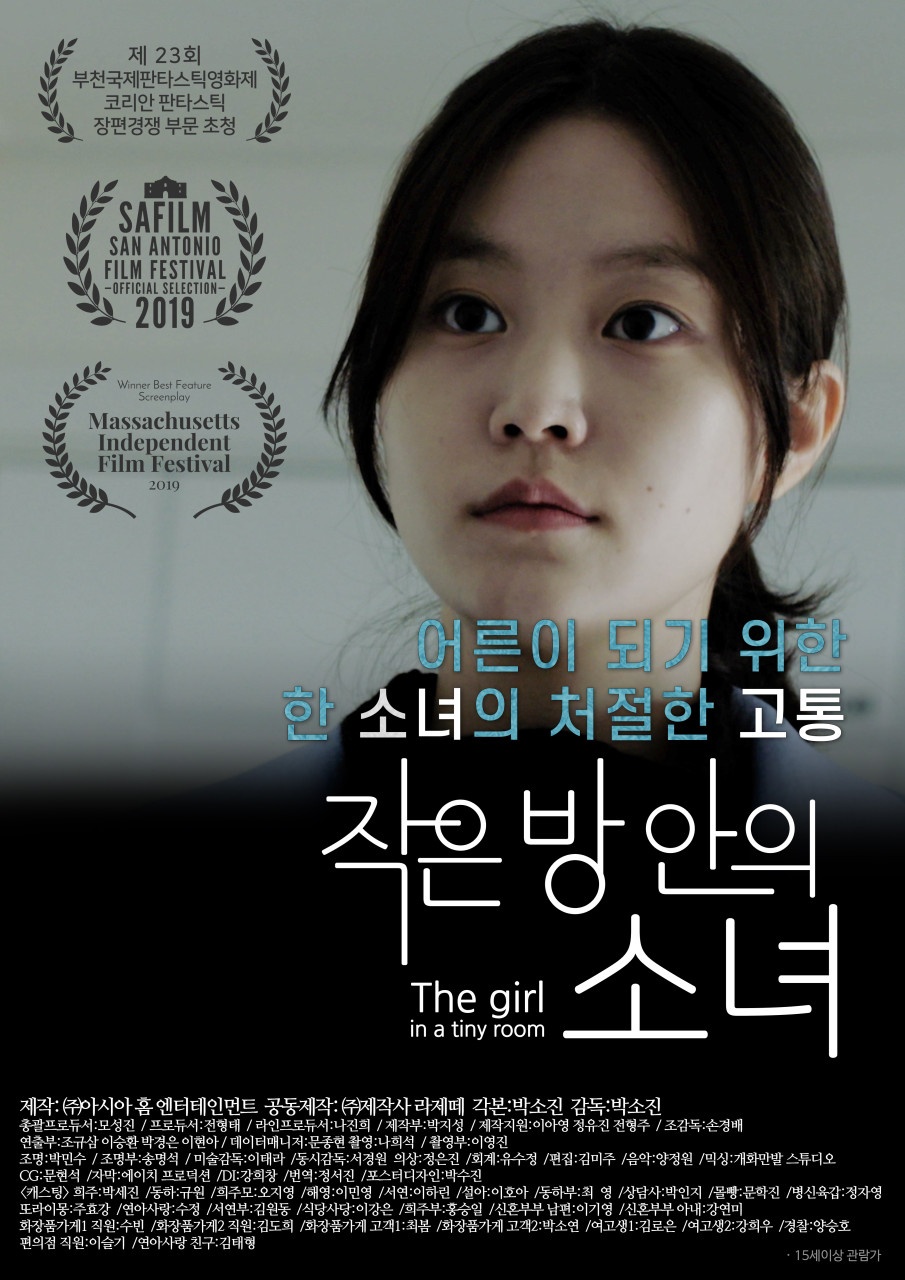 제 23회
부천국제판타스틱영화제
코리안 판타스틱
장편경쟁 부문 초청
SAFILM
SAN ANTONIO
FILM FESTIVAL
–OFFICIAL SELECTION–
2019
Winner Best Feature
Screenplay
Massachusetts
Independent
Film Festival
2019
어른이 되기 위한
한 소녀의 처절한 고통
작은 방 안의
소녀
The girl
in a tiny room
제작:㈜아시아 홈 엔터테인먼트 공동제작:㈜제작사 라제떼 각본:박소진 감독:박소진
총괄프로듀서:모성진 / 프로듀서:전형태 / 라인프로듀서:나진희 / 제작부:박지성 / 제작지원:이아영 정유진 전형주 / 조감독:손경배
연출부:조규삼 이승환 박경은 이현아 / 데이터매니저:문종현 촬영:나희석 / 촬영부:이영진
조명:박민수 / 조명부:송명석 / 미술감독:이태라 /동시감독:서경원 의상:정은진 /회계:유수정 /편집:김미주 /음악:양정원 /믹싱:개화만발 스튜디오
CG:문현석 /자막:에이치 프로덕션 /DI:강희창 /번역:정서진 /포스터디자인:박수진
〈캐스팅〉 희주:박세진 /동하:규원 /희주모:오지영 /해영:이민영 /서연:이하린 /설아:이호아 /동하부:최 영 /상담사:박인지 /몰빵:문학진 /병신육갑:정자영
또라이몽:주효강 /연아사랑:수정 /서연부:김원동 /식당사당:이강은 /희주부:홍승일 /신혼부부 남편:이기영 /신혼부부 아내:강연미
화장품가게1 직원:수빈 /화장품가게2 직원:김도희 /화장품가게 고객1:최봄 /화장품가게 고객2:박소연 /여고생1:김로은 /여고생2:강희우 /경찰:양승호
편의점 직원:이슬기 /연아사랑 친구:김태형
· 15세이상 관람가